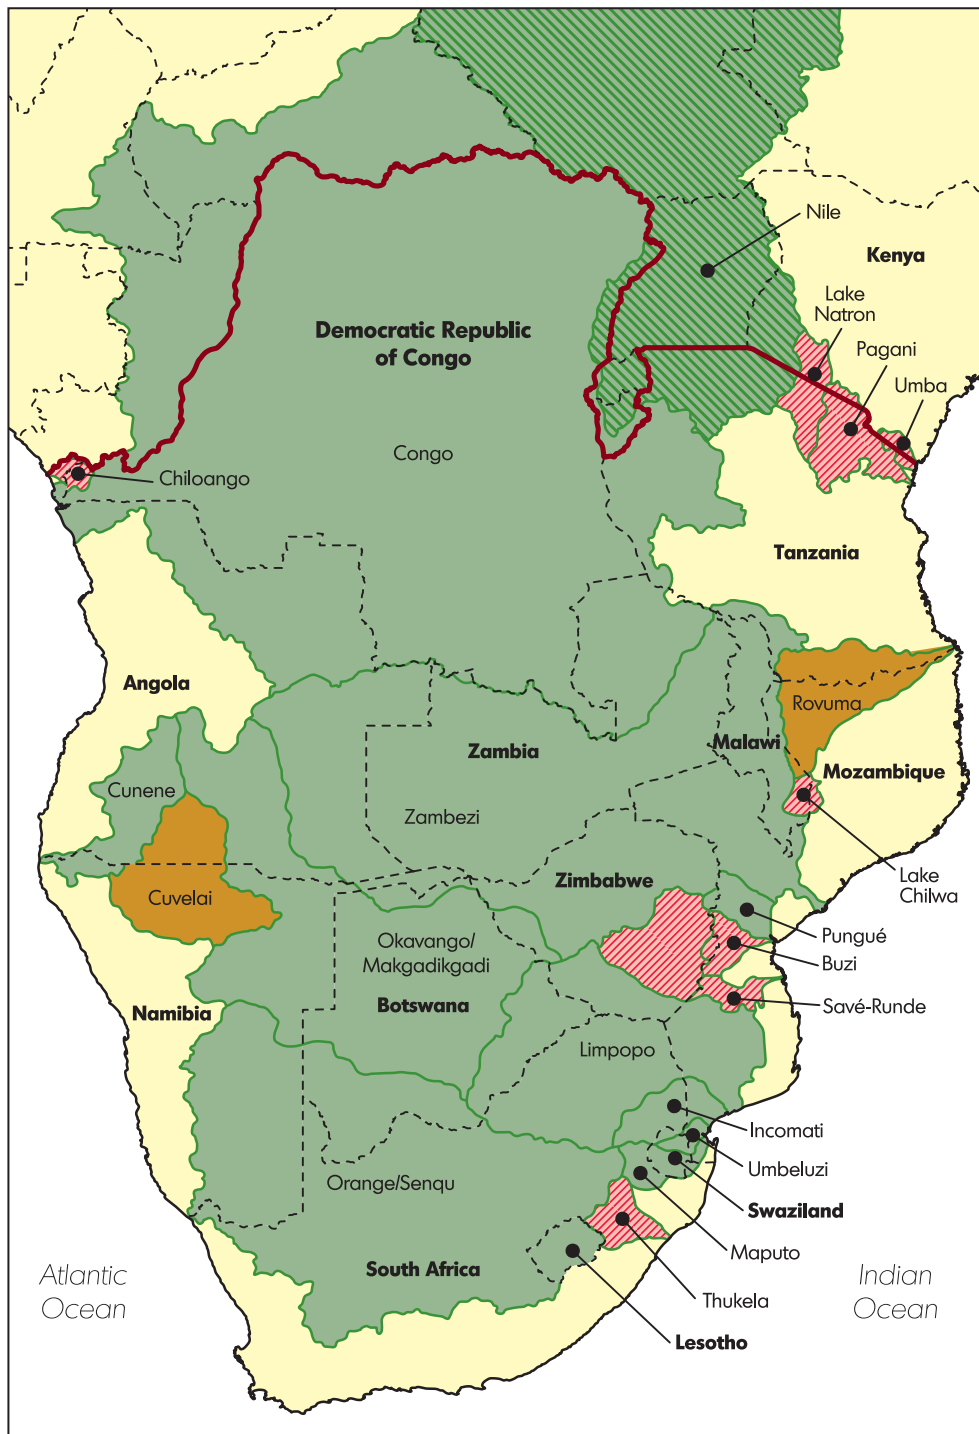 Nile
Kenya
Lake
Natron
Pagani
Umba
Democratic Republic
of Congo
Congo
Chiloango
Tanzania
Angola
Rovuma
Zambia
Malawi
Mozambique
Cunene
Zambezi
Lake
Chilwa
Zimbabwe
Cuvelai
Pungué
Okavango/
Makgadikgadi
Buzi
Botswana
Namibia
Savé-Runde
Limpopo
Incomati
Umbeluzi
Orange/Senqu
Swaziland
Maputo
South Africa
Atlantic
Ocean
Indian
Ocean
Thukela
Lesotho